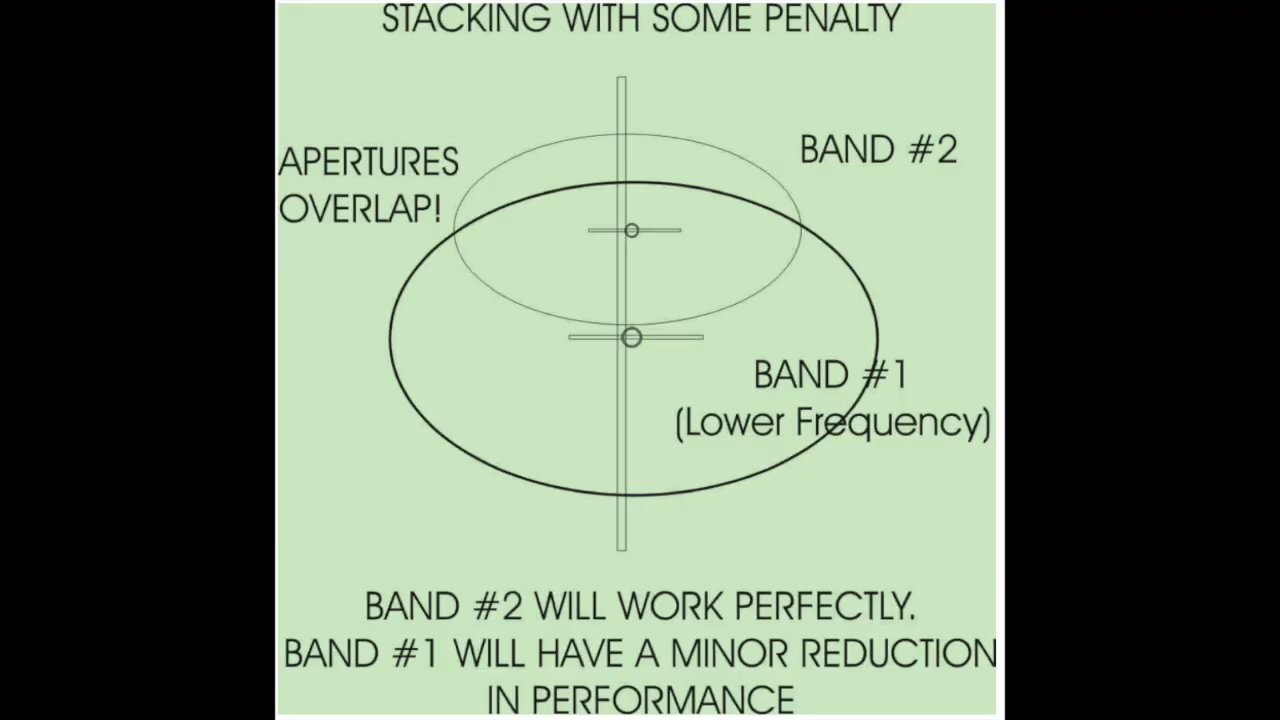 STACKING WITH SOME PENALTY
BAND #2
APERTURES
OVERLAP!
BAND #1
(Lower Frequency)
BAND #2 WILL WORK PERFECTLY.
BAND #1 WILL HAVE A MINOR REDUCTION
IN PERFORMANCE